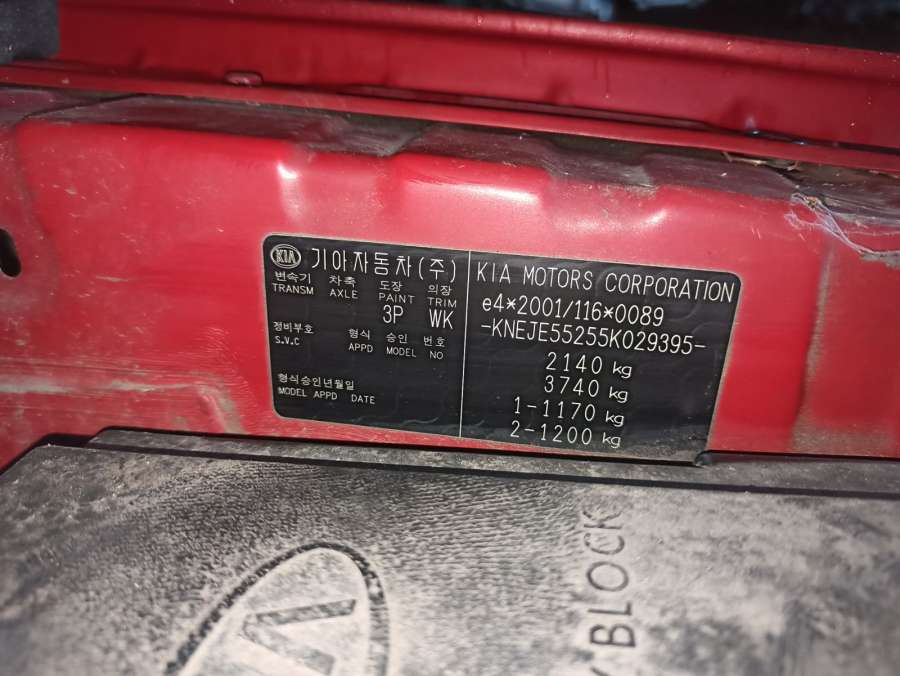 KIA 기아자동차(주)
변속기 차축 도장 의장
TRANSM AXLE PAINT TRIM
3P WK
정비부호 형식 승인 번호
S.V.C APPD MODEL NO
형식승인년월일
MODEL APPD DATE
KIA MOTORS CORPORATION
e4*2001/116*0089
-KNEJE55255K029395-
2140 kg
3740 kg
1-1170 kg
2-1200 kg
BLOCK